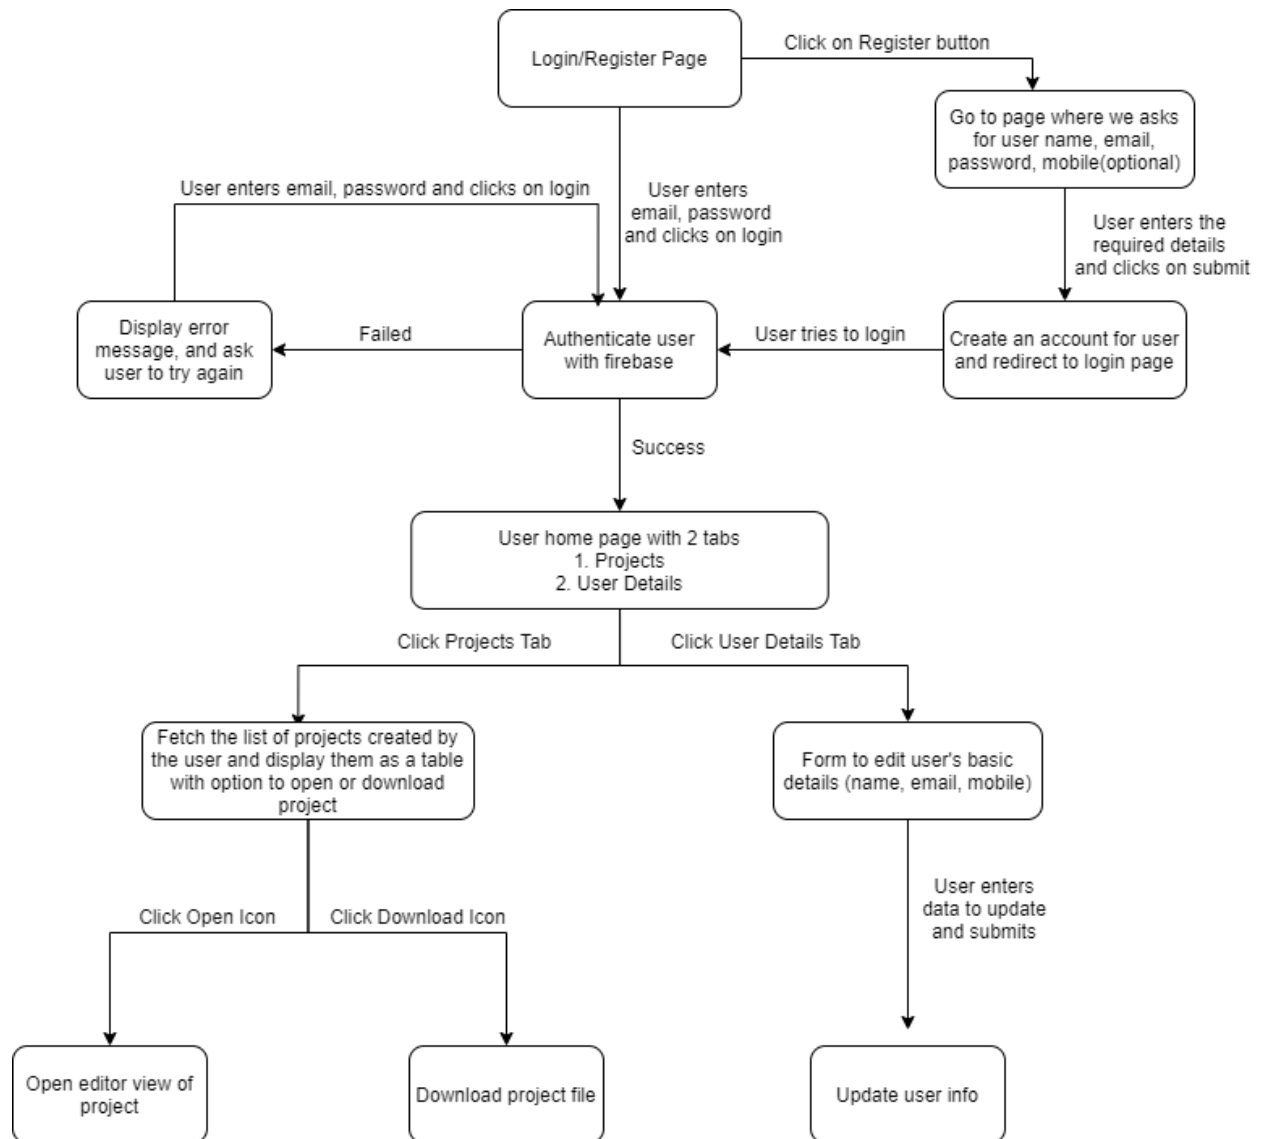 Login/Register Page
Click on Register button
Go to page where we asks
for user name, email,
password, mobile(optional)
User enters email, password and clicks on login
User enters
email, password
and clicks on login
User enters the
required details
and clicks on submit
Display error
message, and ask
user to try again
Failed
Authenticate user
with firebase
User tries to login
Create an account for user
and redirect to login page
Success
User home page with 2 tabs
1. Projects
2. User Details
Click Projects Tab
Click User Details Tab
Fetch the list of projects created by
the user and display them as a table
with option to open or download
project
Form to edit user's basic
details (name, email, mobile)
Click Open Icon
Click Download Icon
User enters
data to update
and submits
Open editor view of
project
Download project file
Update user info